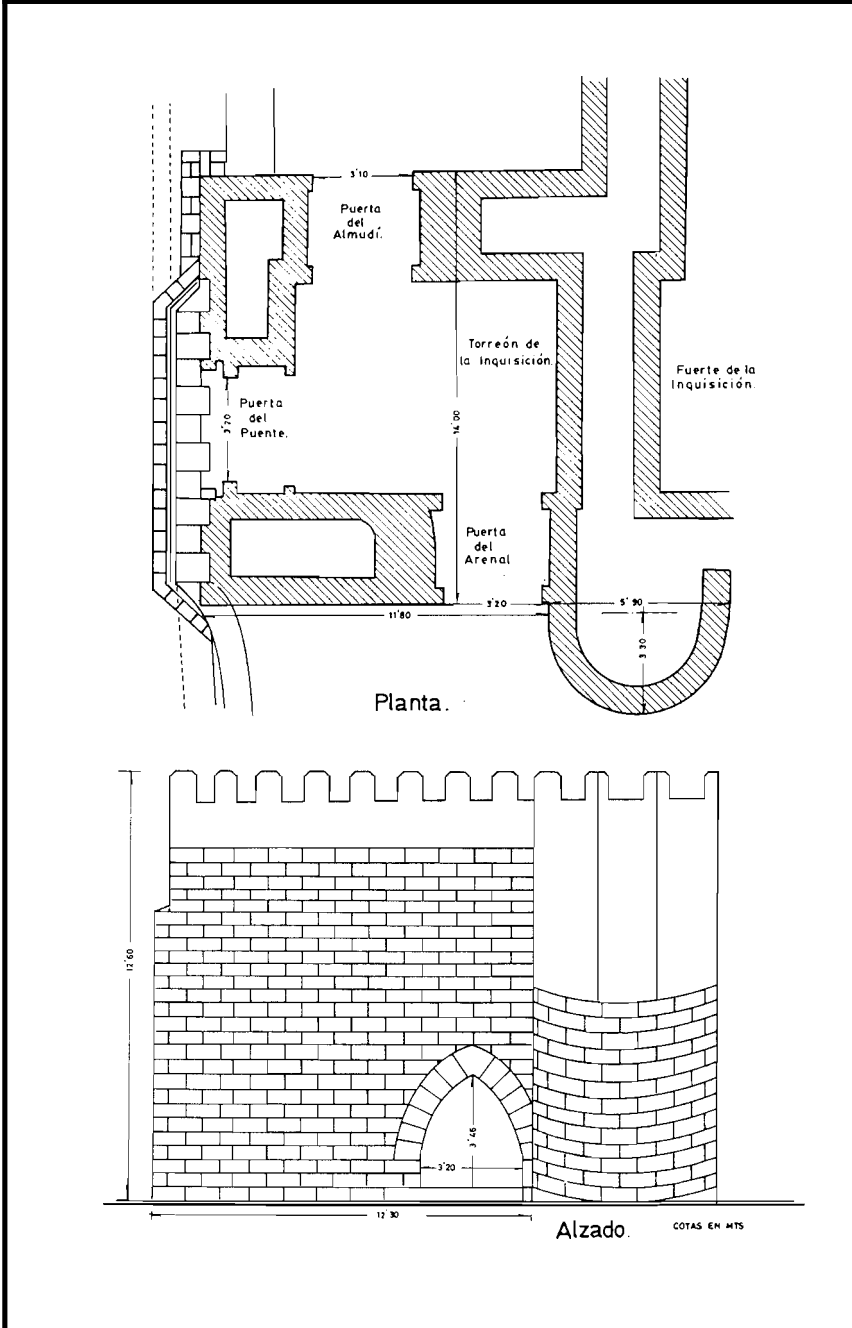 3'10
Puerta
del
Almudí.
Torreón de
la Inquisición.
Fuerte de la
Inquisición.
Puerta
del
Puente.
3'20
14'00
Puerta
del
Arenal
3'20
5'90
11'80
3'30
Planta.
12'60
3'46
3'20
12'30
Alzado.
COTAS EN MTS